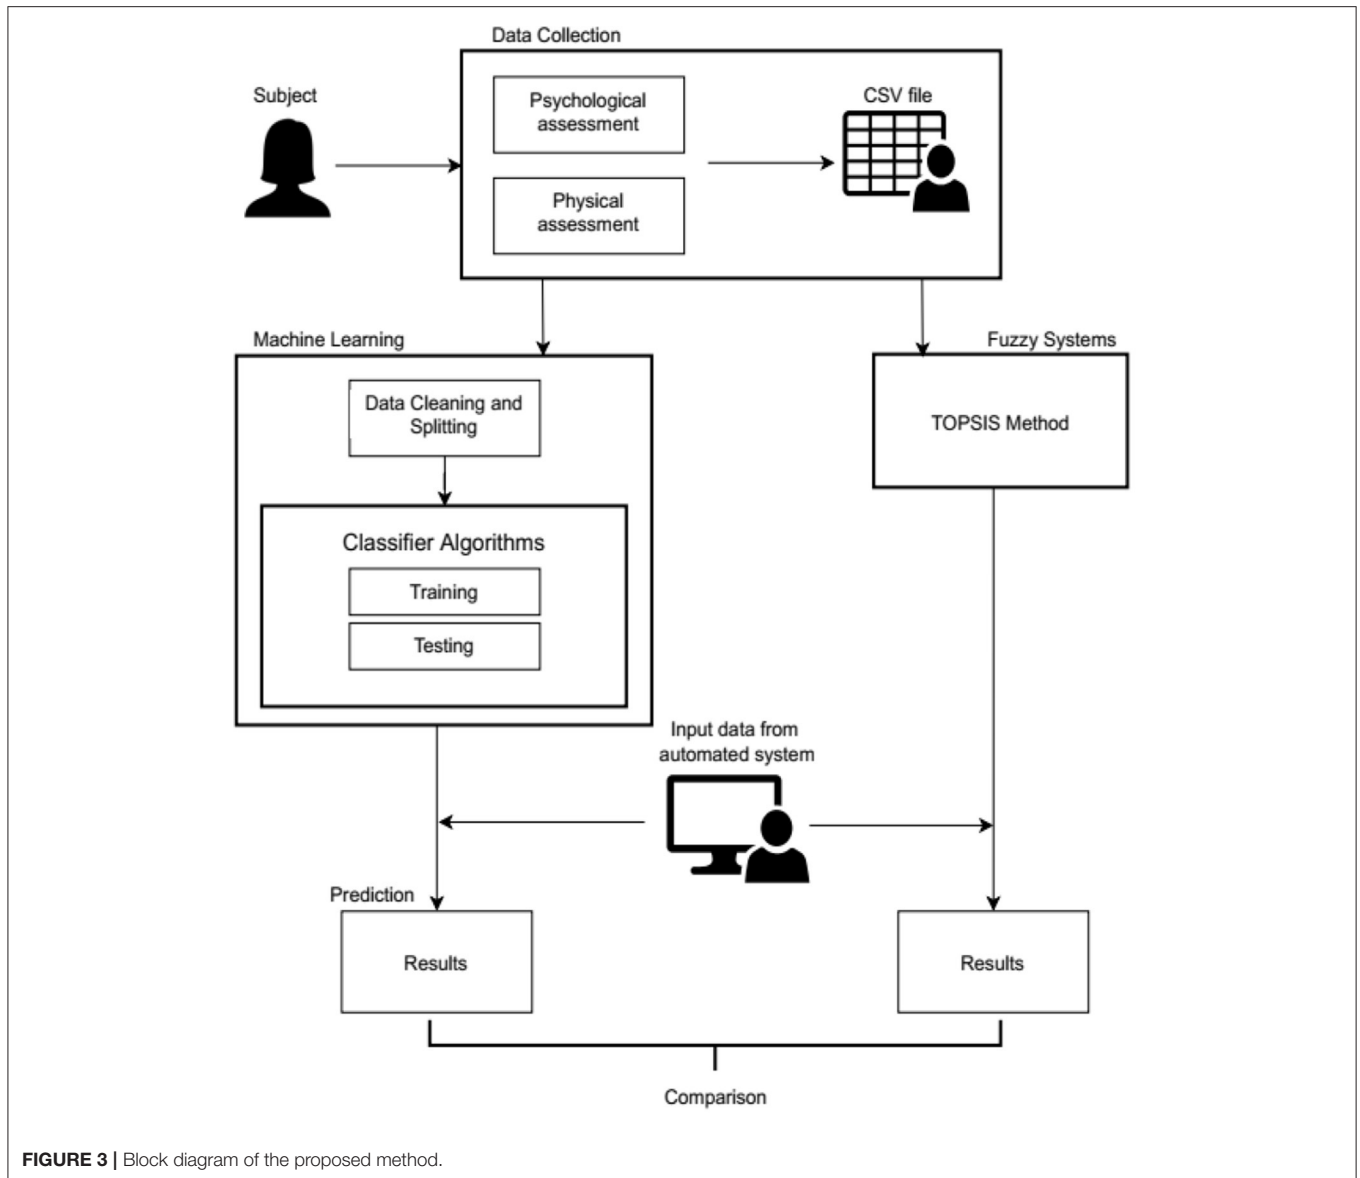 Data Collection
Subject
Psychological
assessment
CSV file
Physical
assessment
Machine Learning
Fuzzy Systems
Data Cleaning and
Splitting
TOPSIS Method
Classifier Algorithms
Training
Testing
Input data from
automated system
Prediction
Results
Results
Comparison
FIGURE 3 | Block diagram of the proposed method.